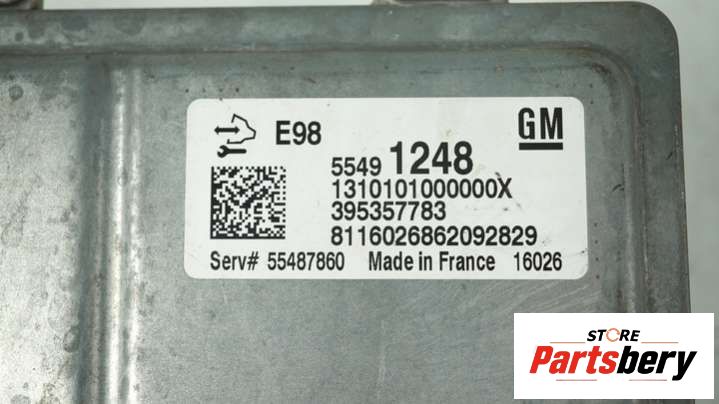 E98
GM
5549 1248
1310101000000X
395357783
8116026862092829
Serv# 55487860 Made in France 16026
STORE
Partsbery